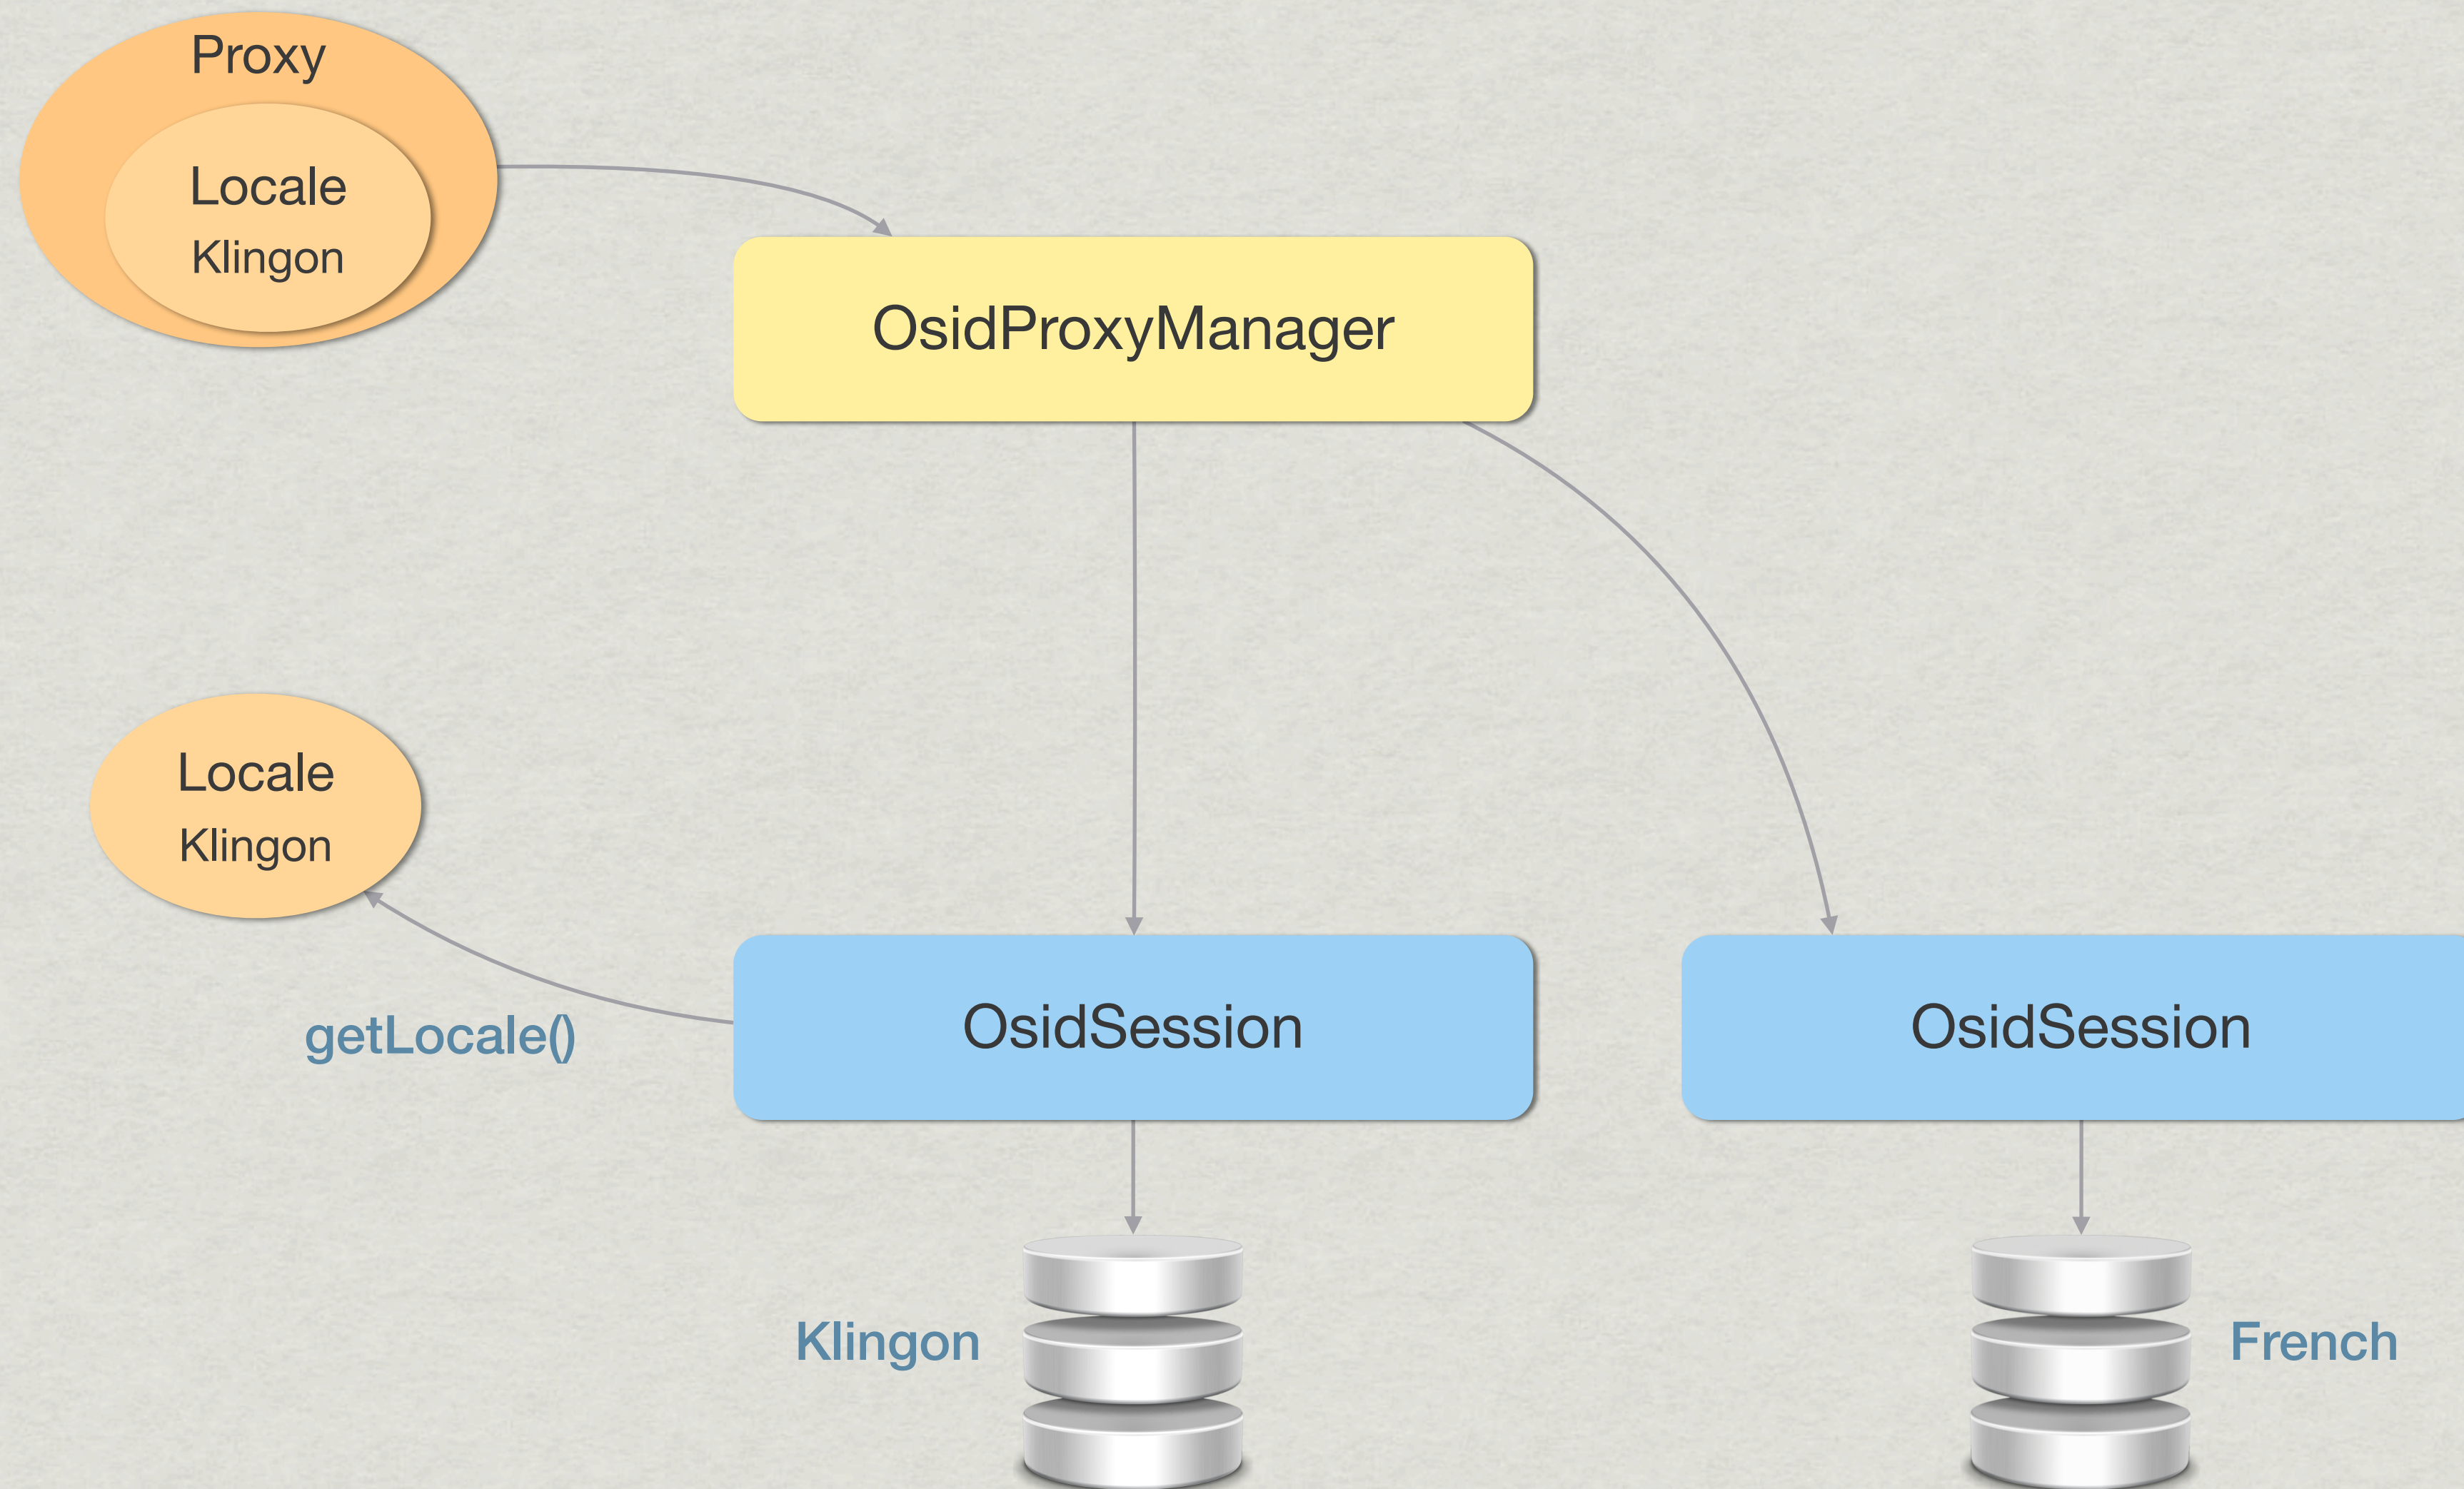 Proxy
Locale
Klingon
OsidProxyManager
Locale
Klingon
getLocale()
OsidSession
OsidSession
Klingon
French